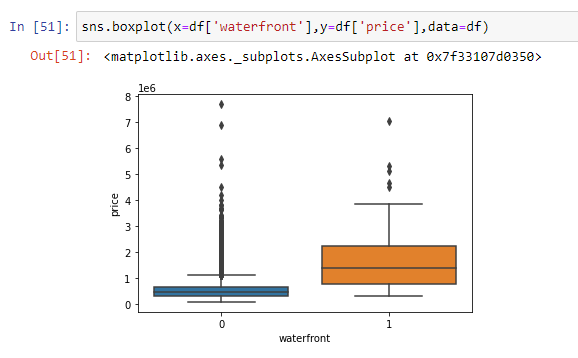 In [51]: sns.boxplot(x=df['waterfront'],y=df['price'],data=df)
Out[51]: <matplotlib.axes._subplots.AxesSubplot at 0x7f33107d0350>
1e6
8
7
6
5
4
3
2
1
0
price
0 1
waterfront